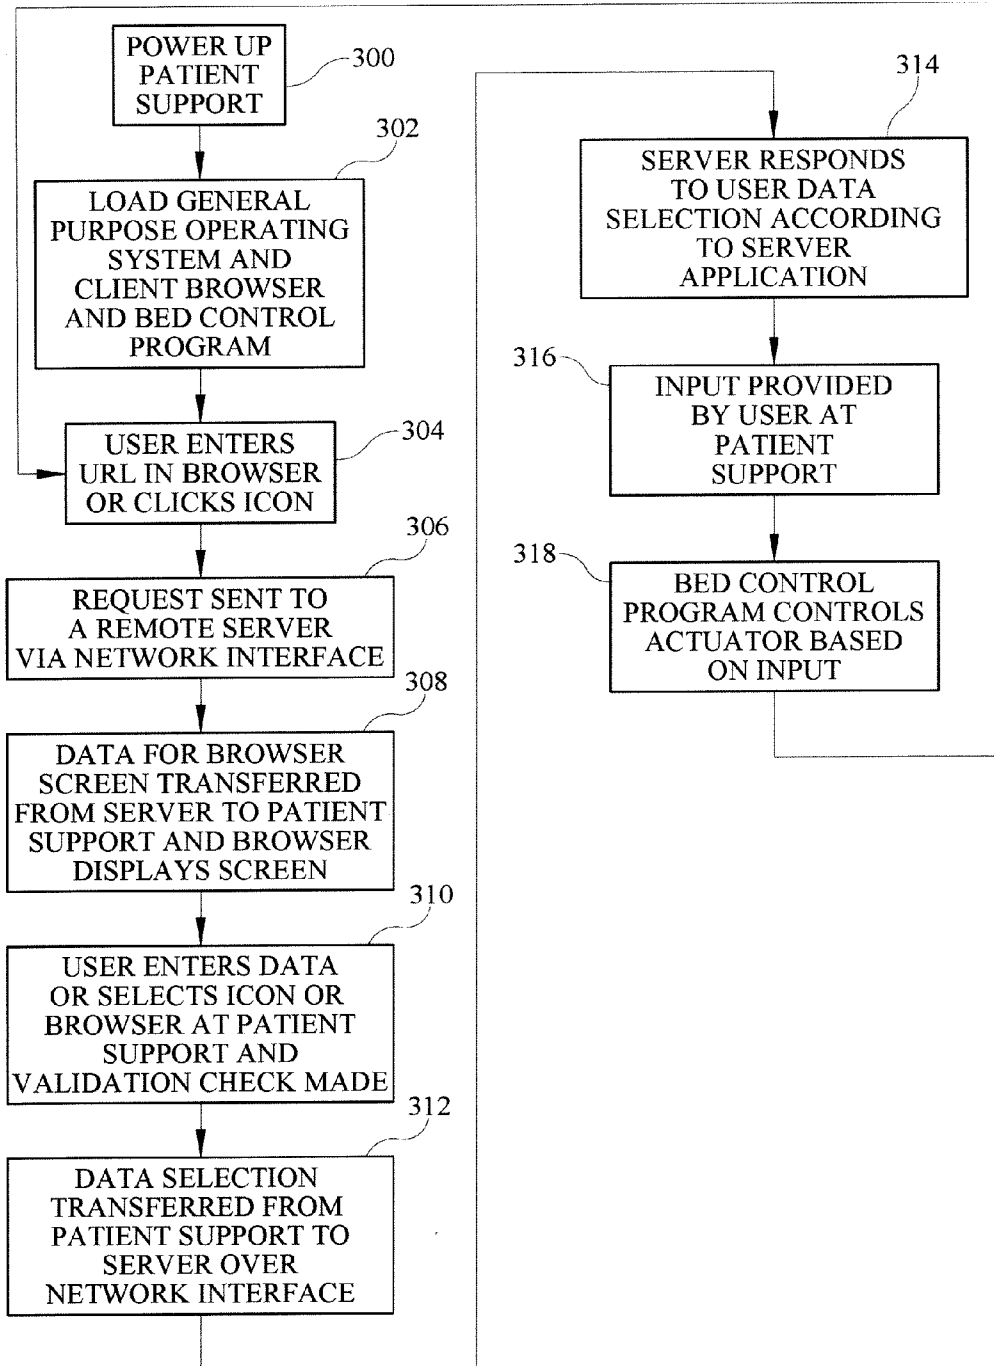 POWER UP
PATIENT
SUPPORT
300
302
LOAD GENERAL
PURPOSE OPERATING
SYSTEM AND
CLIENT BROWSER
AND BED CONTROL
PROGRAM
304
USER ENTERS
URL IN BROWSER
OR CLICKS ICON
306
REQUEST SENT TO
A REMOTE SERVER
VIA NETWORK INTERFACE
308
DATA FOR BROWSER
SCREEN TRANSFERRED
FROM SERVER TO PATIENT
SUPPORT AND BROWSER
DISPLAYS SCREEN
310
USER ENTERS DATA
OR SELECTS ICON OR
BROWSER AT PATIENT
SUPPORT AND
VALIDATION CHECK MADE
312
DATA SELECTION
TRANSFERRED FROM
PATIENT SUPPORT TO
SERVER OVER
NETWORK INTERFACE
314
SERVER RESPONDS
TO USER DATA
SELECTION ACCORDING
TO SERVER
APPLICATION
316
INPUT PROVIDED
BY USER AT
PATIENT
SUPPORT
318
BED CONTROL
PROGRAM CONTROLS
ACTUATOR BASED
ON INPUT